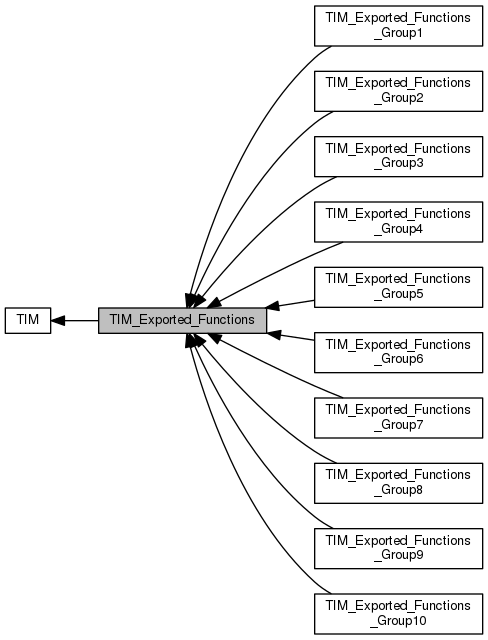 TIM_Exported_Functions
_Group1
TIM_Exported_Functions
_Group2
TIM_Exported_Functions
_Group3
TIM_Exported_Functions
_Group4
TIM_Exported_Functions
_Group5
TIM
TIM_Exported_Functions
TIM_Exported_Functions
_Group6
TIM_Exported_Functions
_Group7
TIM_Exported_Functions
_Group8
TIM_Exported_Functions
_Group9
TIM_Exported_Functions
_Group10